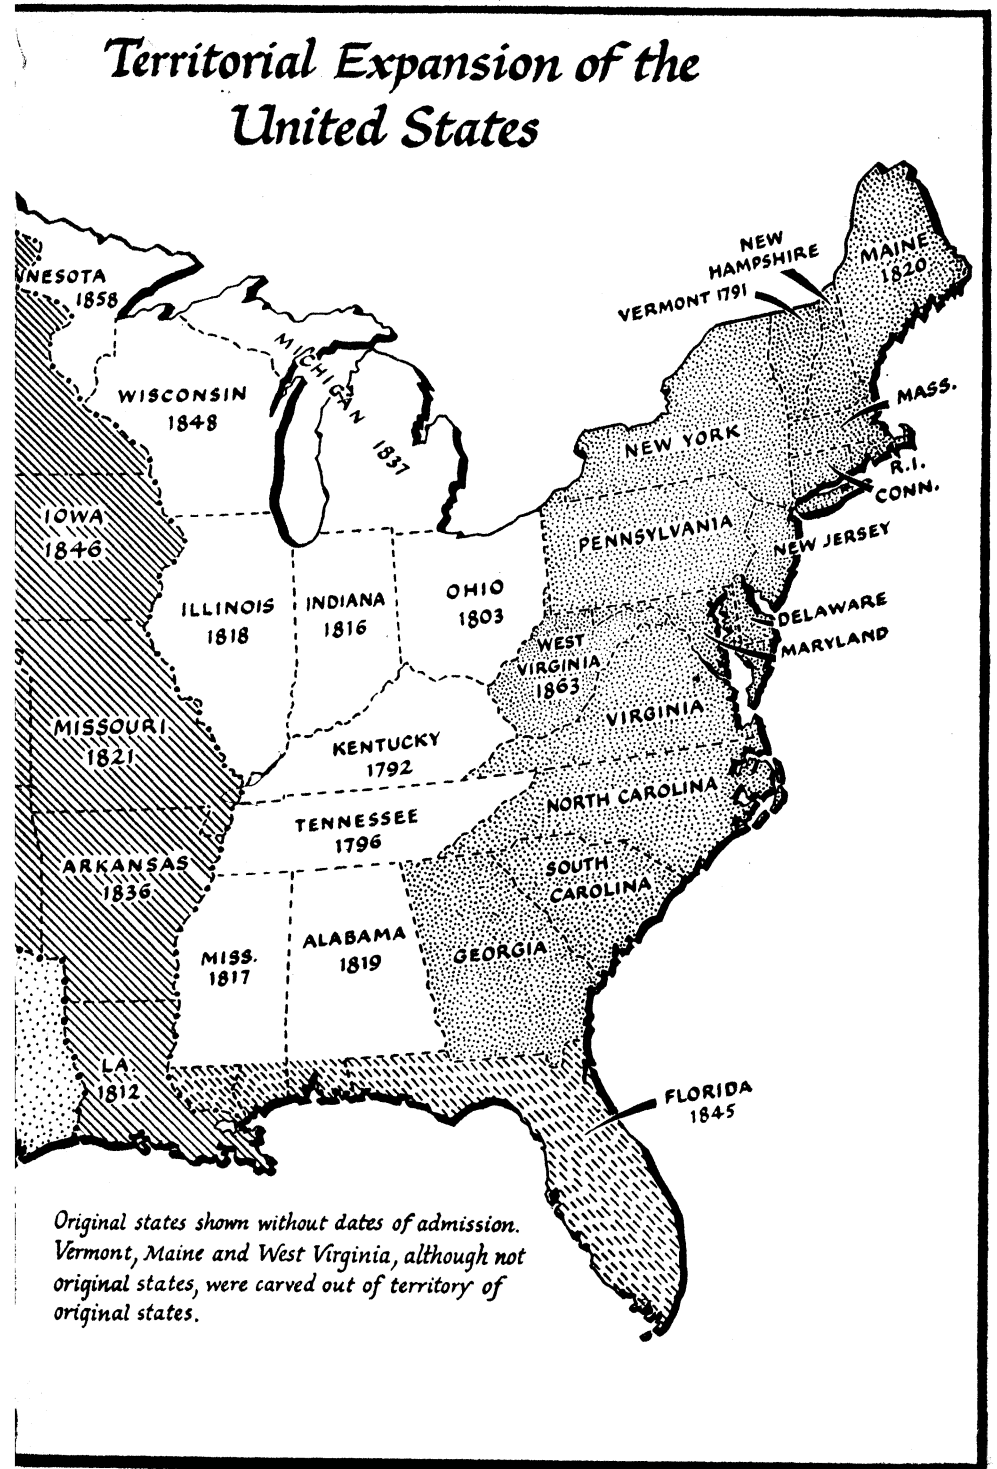 Territorial Expansion of the
United States
NEW
HAMPSHIRE
VERMONT 1791
MAINE
1820
NNESOTA
1858
MICHIGAN 1837
WISCONSIN
1848
MASS.
NEW YORK
R.I.
CONN.
IOWA
1846
PENNSYLVANIA
NEW JERSEY
ILLINOIS
1818
INDIANA
1816
OHIO
1803
DELAWARE
MARYLAND
WEST
VIRGINIA
1863
VIRGINIA
MISSOURI
1821
KENTUCKY
1792
NORTH CAROLINA
TENNESSEE
1796
ARKANSAS
1836
SOUTH
CAROLINA
MISS.
1817
ALABAMA
1819
GEORGIA
LA.
1812
FLORIDA
1845
Original states shown without dates of admission.
Vermont, Maine and West Virginia, although not
original states, were carved out of territory of
original states.